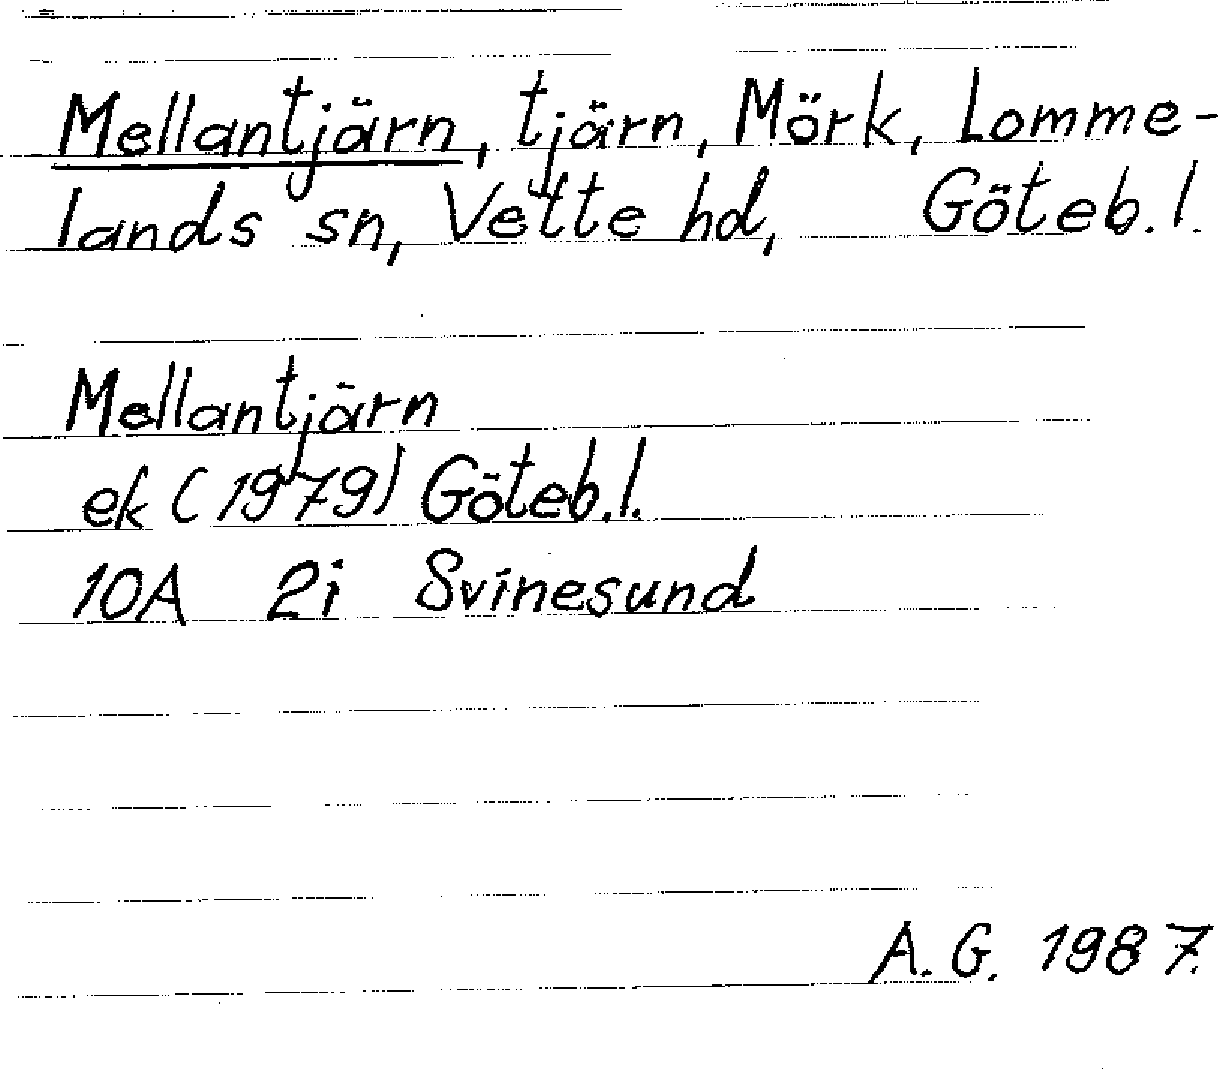 Mellantjärn, tjärn, Mörk, Lomme-
lands sn, Vette hd, Göteb. l.
Mellantjärn
ek (1979) Göteb. l.
10A 2i Svinesund
A. G. 1987.